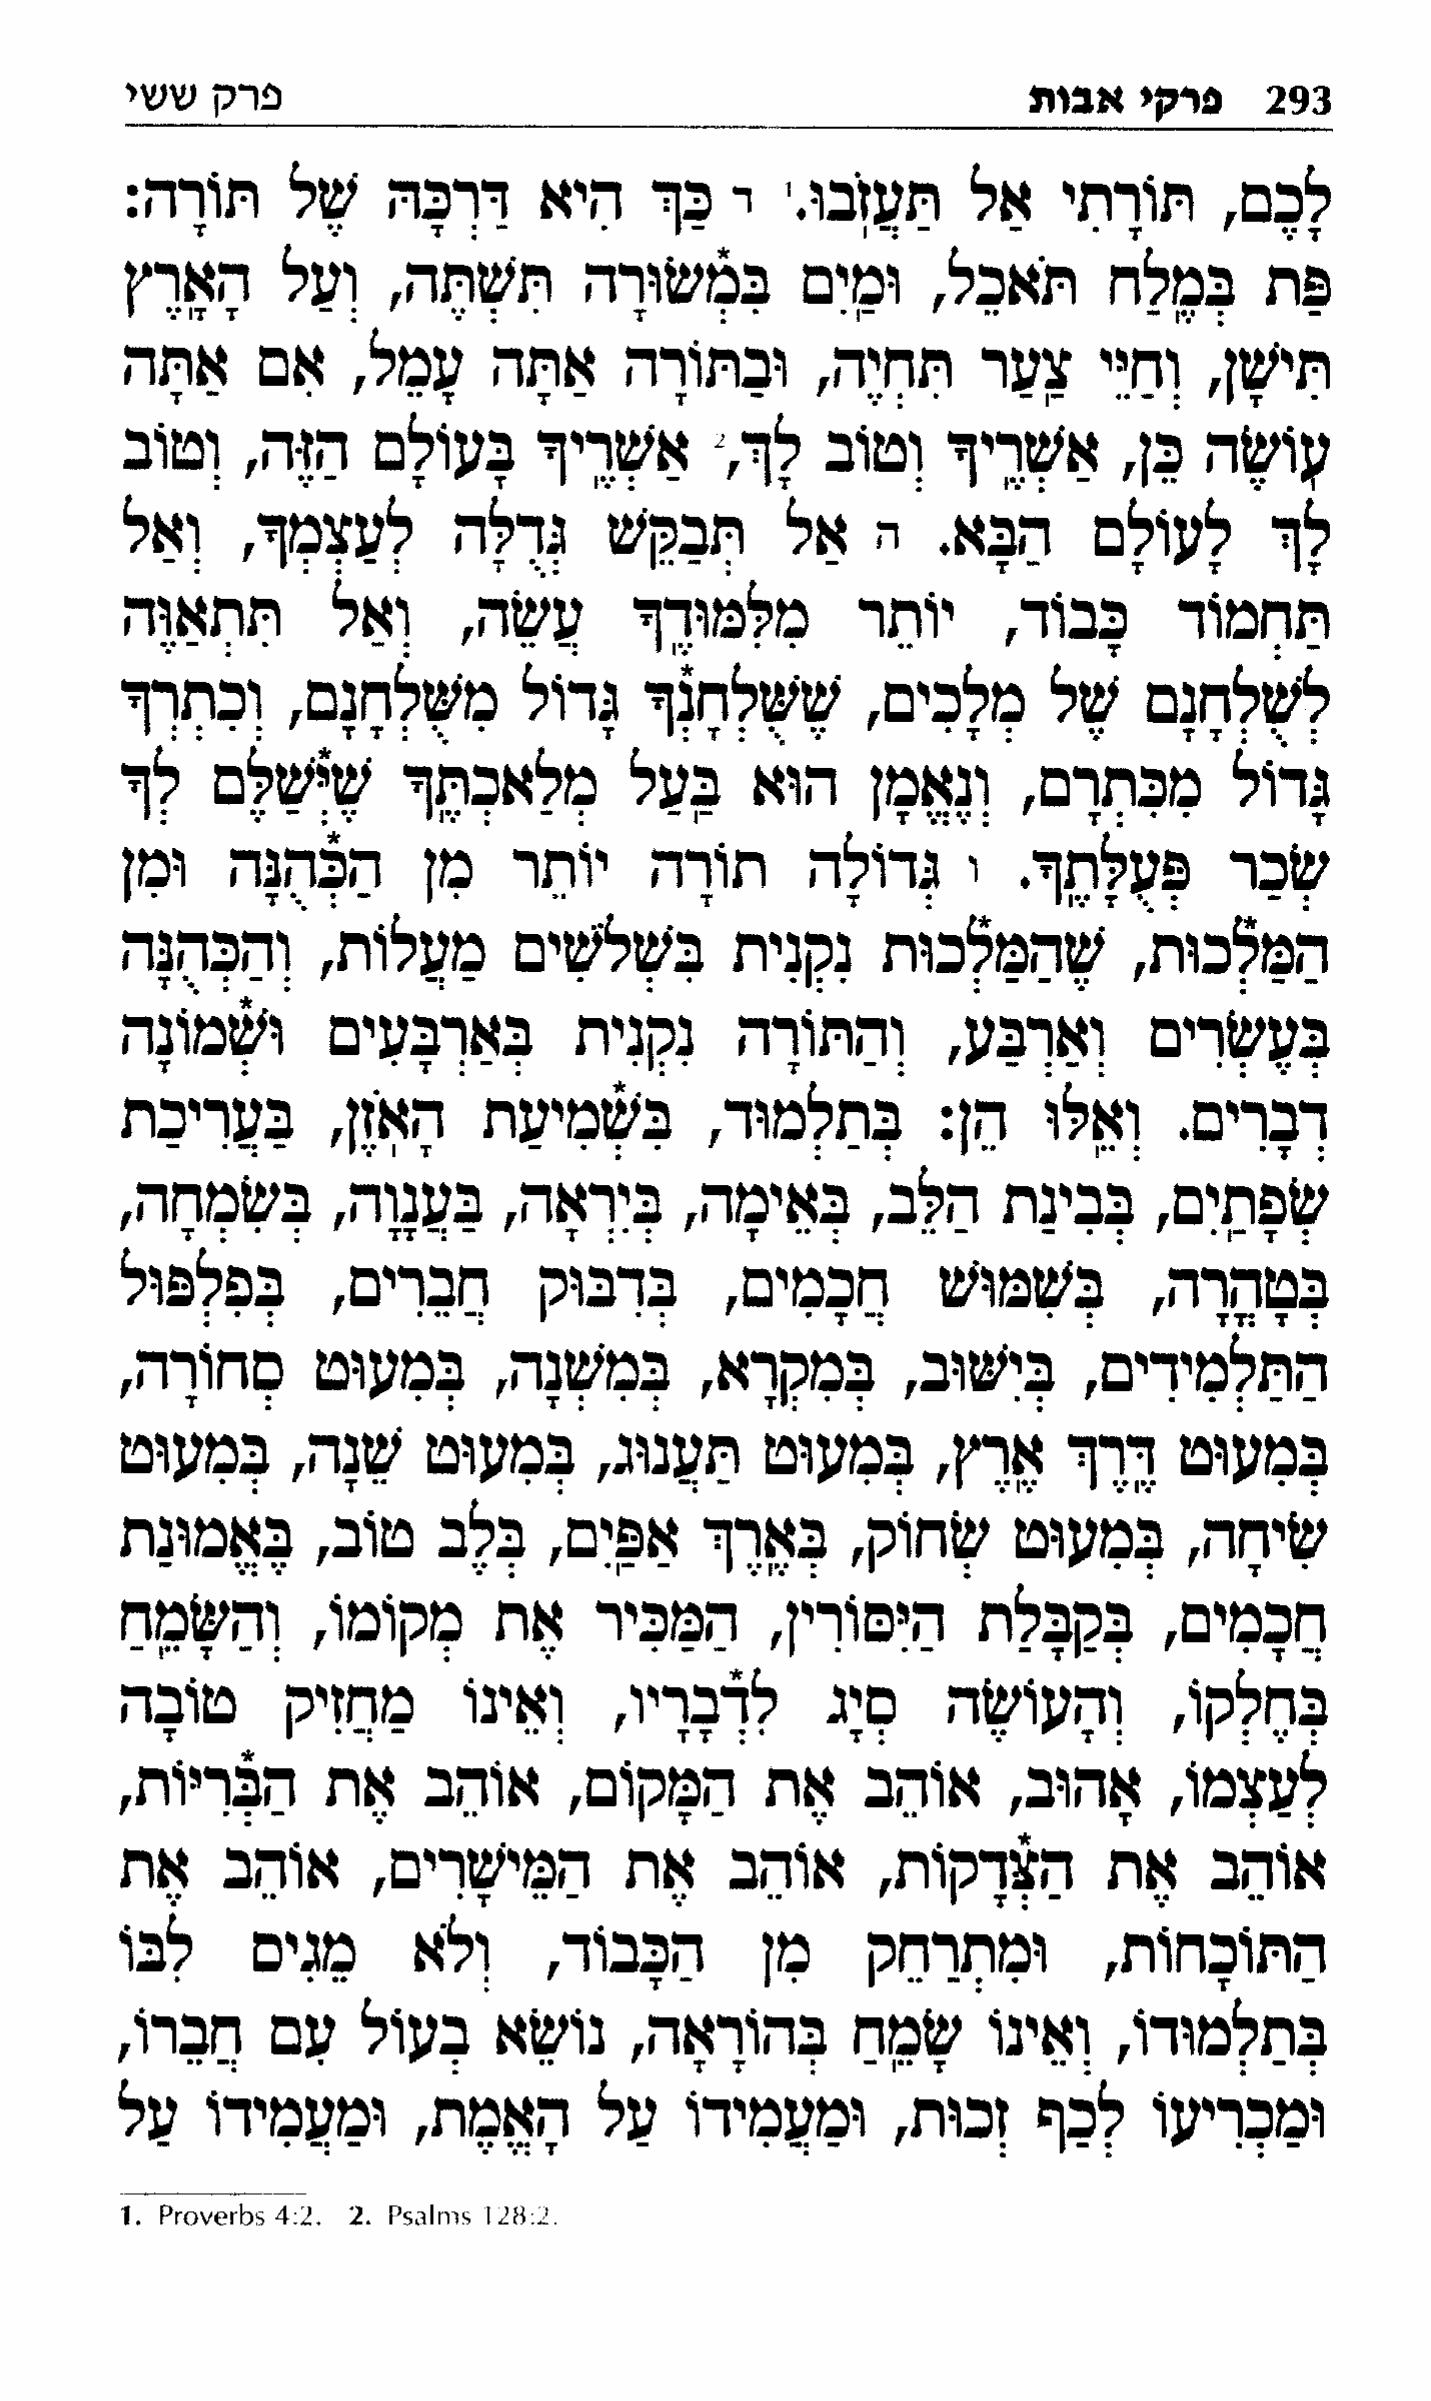 293 פרקי אבות פרק ששי
לָכֶם, תּוֹרָתִי אַל תַּעֲזֹֽבוּ.¹ ד כַּךְ הִיא דַּרְכָּהּ שֶׁל תּוֹרָה:
פַּת בְּמֶֽלַח תֹּאכֵל, וּמַֽיִם בִּמְ֯שׂוּרָה תִּשְׁתֶּה, וְעַל הָאָֽרֶץ
תִּישָׁן, וְחַיֵּי צַֽעַר תִּחְיֶה, וּבַתּוֹרָה אַתָּה עָמֵל, אִם אַתָּה
עֽוֹשֶׂה כֵּן, אַשְׁרֶֽיךָ וְטוֹב לָךְ,² אַשְׁרֶֽיךָ בָּעוֹלָם הַזֶּה, וְטוֹב
לָךְ לָעוֹלָם הַבָּא. ה אַל תְּבַקֵּשׁ גְּדֻלָּה לְעַצְמְךָ, וְאַל
תַּחְמוֹד כָּבוֹד, יוֹתֵר מִלִּמּוּדֶֽךָ עֲשֵׂה, וְאַל תִּתְאַוֶּה
לְשֻׁלְחָנָם שֶׁל מְלָכִים, שֶׁשֻּׁלְחָנְ֯ךָ גָּדוֹל מִשֻּׁלְחָנָם, וְכִתְרְךָ
גָּדוֹל מִכִּתְרָם, וְנֶאֱמָן הוּא בַּֽעַל מְלַאכְתֶּֽךָ שֶׁיְּ֯שַׁלֶּם לְךָ
שְׂכַר פְּעֻלָּתֶֽךָ. ו גְּדוֹלָה תוֹרָה יוֹתֵר מִן הַכְּ֯הֻנָּה וּמִן
הַמַּלְ֯כוּת, שֶׁהַמַּלְ֯כוּת נִקְנֵית בִּשְׁלֹשִׁים מַעֲלוֹת, וְהַכְּהֻנָּה
בְּעֶשְׂרִים וְאַרְבַּע, וְהַתּוֹרָה נִקְנֵית בְּאַרְבָּעִים וּשְׁ֯מוֹנָה
דְבָרִים. וְאֵֽלּוּ הֵן: בְּתַלְמוּד, בִּשְׁ֯מִיעַת הָאֹֽזֶן, בַּעֲרִיכַת
שְׂפָתַֽיִם, בְּבִינַת הַלֵּב, בְּאֵימָה, בְּיִרְאָה, בַּעֲנָוָה, בְּשִׂמְחָה,
בְּטָהֳרָה, בְּשִׁמּוּשׁ חֲכָמִים, בְּדִבּוּק חֲבֵרִים, בְּפִלְפּוּל
הַתַּלְמִידִים, בְּיִשּׁוּב, בְּמִקְרָא, בְּמִשְׁנָה, בְּמִעוּט סְחוֹרָה,
בְּמִעוּט דֶּֽרֶךְ אֶֽרֶץ, בְּמִעוּט תַּעֲנוּג, בְּמִעוּט שֵׁנָה, בְּמִעוּט
שִׂיחָה, בְּמִעוּט שְׂחוֹק, בְּאֶֽרֶךְ אַפַּֽיִם, בְּלֶב טוֹב, בֶּאֱמוּנַת
חֲכָמִים, בְּקַבָּלַת הַיִּסּוֹרִין, הַמַּכִּיר אֶת מְקוֹמוֹ, וְהַשָּׂמֵֽחַ
בְּחֶלְקוֹ, וְהָעוֹשֶׂה סְיָג לִדְ֯בָרָיו, וְאֵינוֹ מַחֲזִיק טוֹבָה
לְעַצְמוֹ, אָהוּב, אוֹהֵב אֶת הַמָּקוֹם, אוֹהֵב אֶת הַבְּ֯רִיּוֹת,
אוֹהֵב אֶת הַצְּ֯דָקוֹת, אוֹהֵב אֶת הַמֵּישָׁרִים, אוֹהֵב אֶת
הַתּוֹכָחוֹת, וּמִתְרַחֵק מִן הַכָּבוֹד, וְלֹא מֵגִים לִבּוֹ
בְּתַלְמוּדוֹ, וְאֵינוֹ שָׂמֵֽחַ בְּהוֹרָאָה, נוֹשֵׂא בְעוֹל עִם חֲבֵרוֹ,
וּמַכְרִיעוֹ לְכַף זְכוּת, וּמַעֲמִידוֹ עַל הָאֱמֶת, וּמַעֲמִידוֹ עַל
1. Proverbs 4:2. 2. Psalms 128:2.